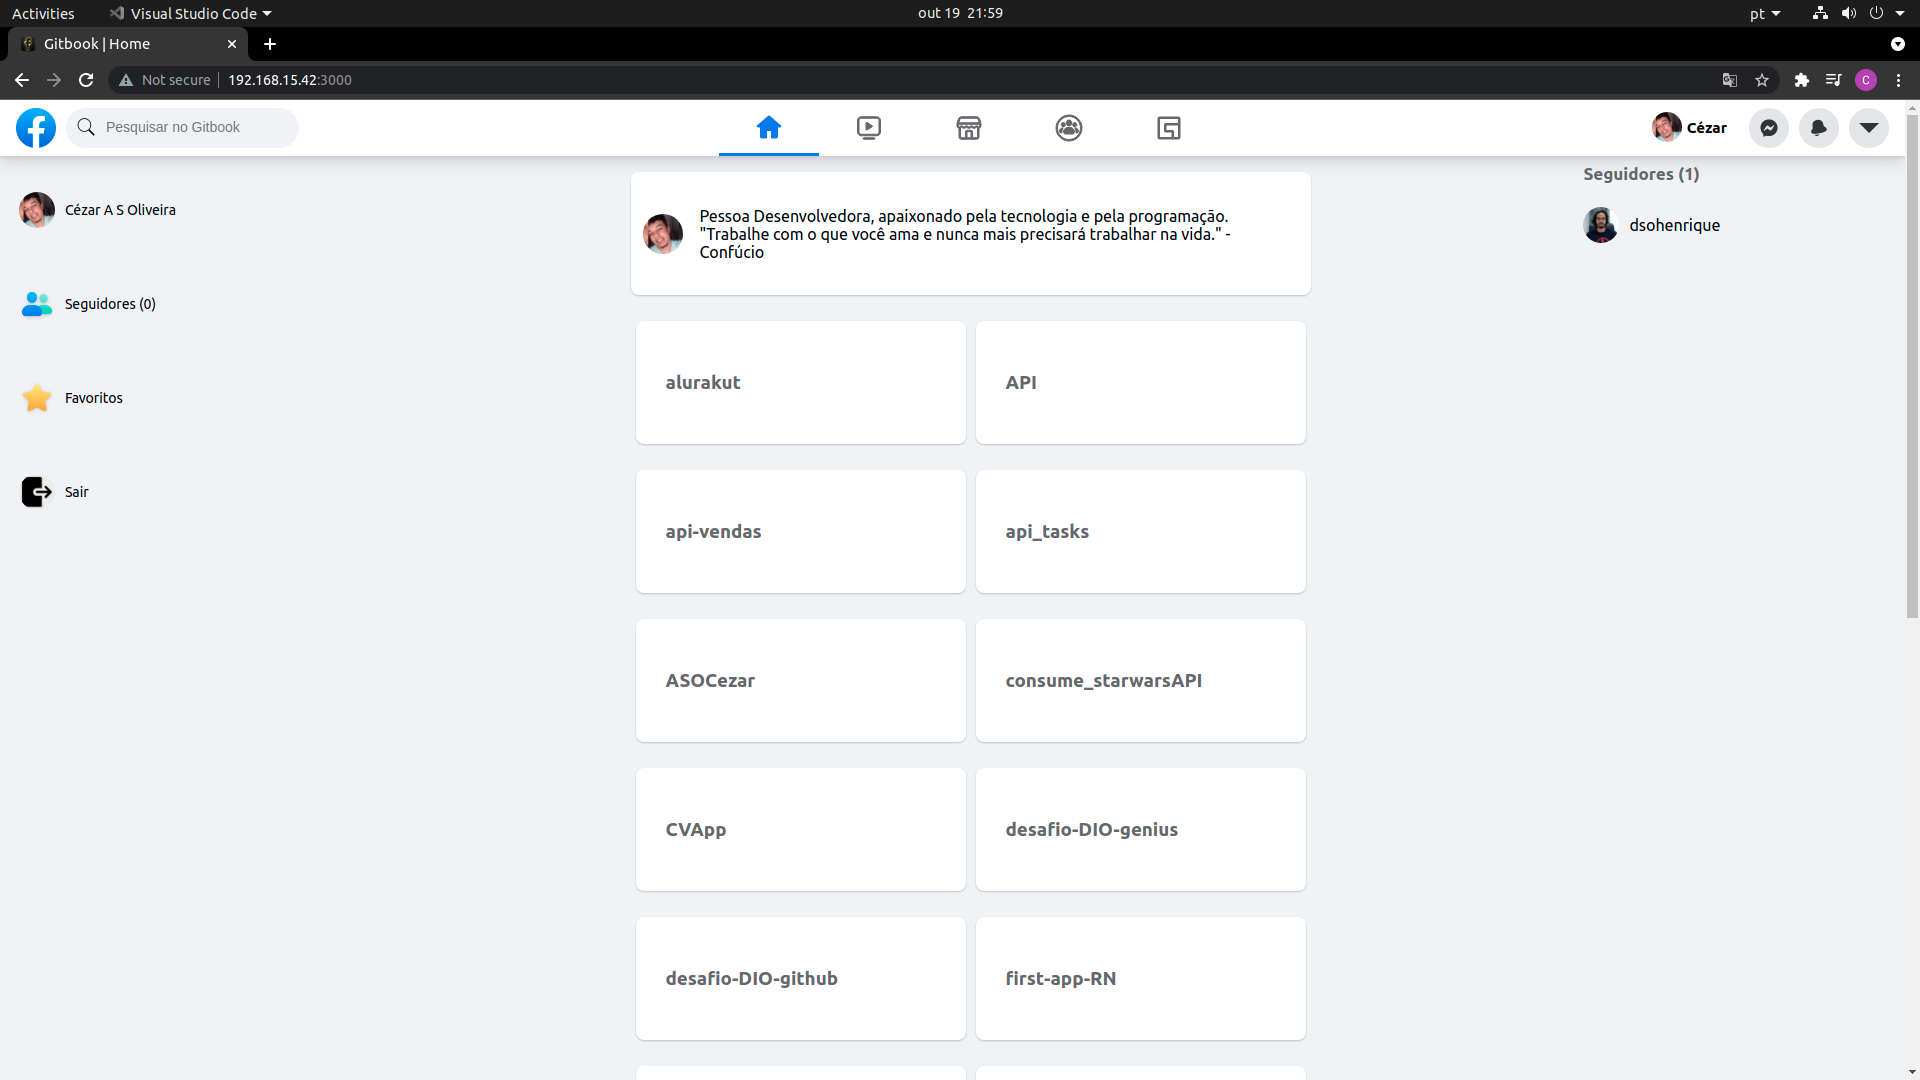 Activities
Visual Studio Code
out 19 21:59
pt
Gitbook | Home
Not secure
192.168.15.42:3000
C
Pesquisar no Gitbook
Cézar
Cézar A S Oliveira
Seguidores (0)
Favoritos
Sair
Pessoa Desenvolvedora, apaixonado pela tecnologia e pela programação.
"Trabalhe com o que você ama e nunca mais precisará trabalhar na vida." -
Confúcio
alurakut
API
api-vendas
api_tasks
ASOCezar
consume_starwarsAPI
CVApp
desafio-DIO-genius
desafio-DIO-github
first-app-RN
Seguidores (1)
dsohenrique